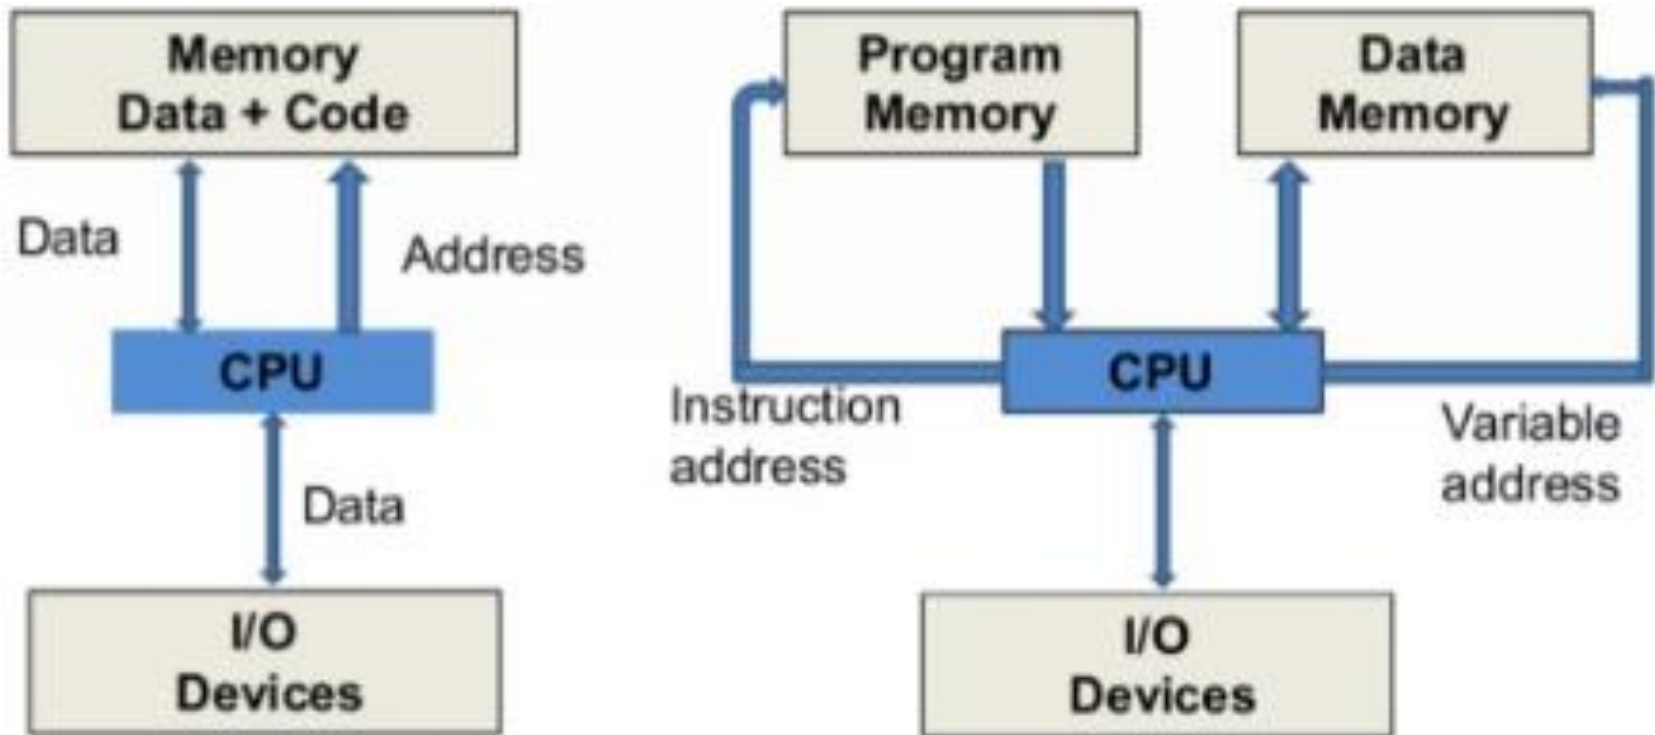 Memory
Data + Code
Data
Address
CPU
Data
I/O
Devices
Program
Memory
Data
Memory
CPU
Instruction
address
Variable
address
I/O
Devices